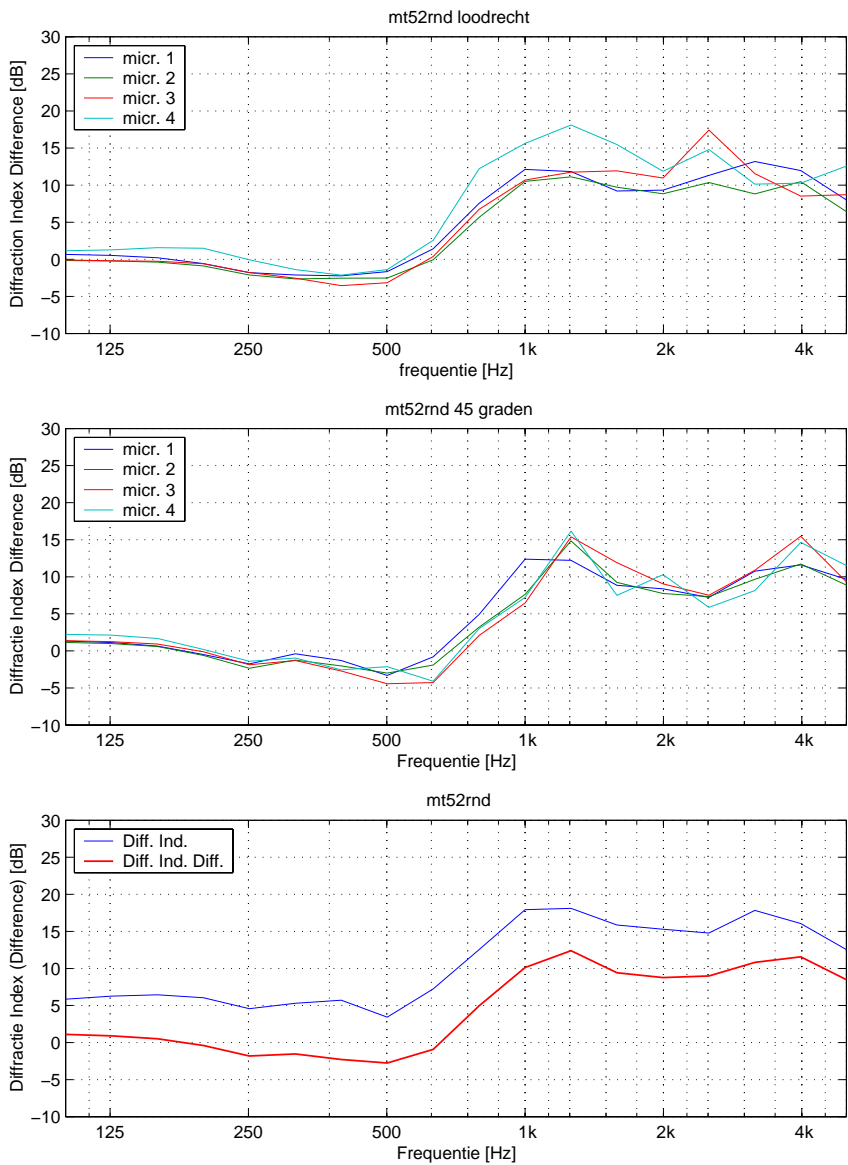 mt52rnd loodrecht
30
25
20
15
10
5
0
−5
−10
Diffraction Index Difference [dB]
micr. 1
micr. 2
micr. 3
micr. 4
125 250 500 1k 2k 4k
frequentie [Hz]
mt52rnd 45 graden
30
25
20
15
10
5
0
−5
−10
Diffractie Index Difference [dB]
micr. 1
micr. 2
micr. 3
micr. 4
125 250 500 1k 2k 4k
Frequentie [Hz]
mt52rnd
30
25
20
15
10
5
0
−5
−10
Diffractie Index (Difference) [dB]
Diff. Ind.
Diff. Ind. Diff.
125 250 500 1k 2k 4k
Frequentie [Hz]